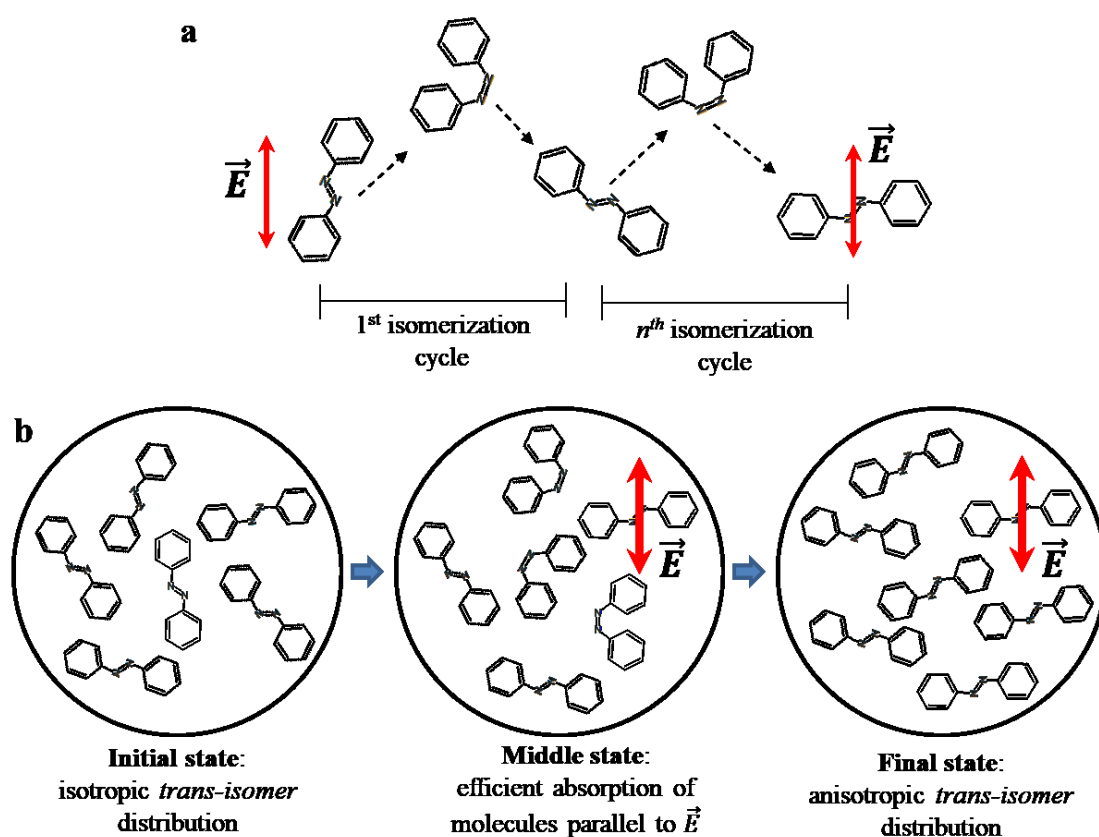 a
E
E
1st isomerization
cycle
nth isomerization
cycle
b
E
E
Initial state:
isotropic trans-isomer
distribution
Middle state:
efficient absorption of
molecules parallel to E
Final state:
anisotropic trans-isomer
distribution